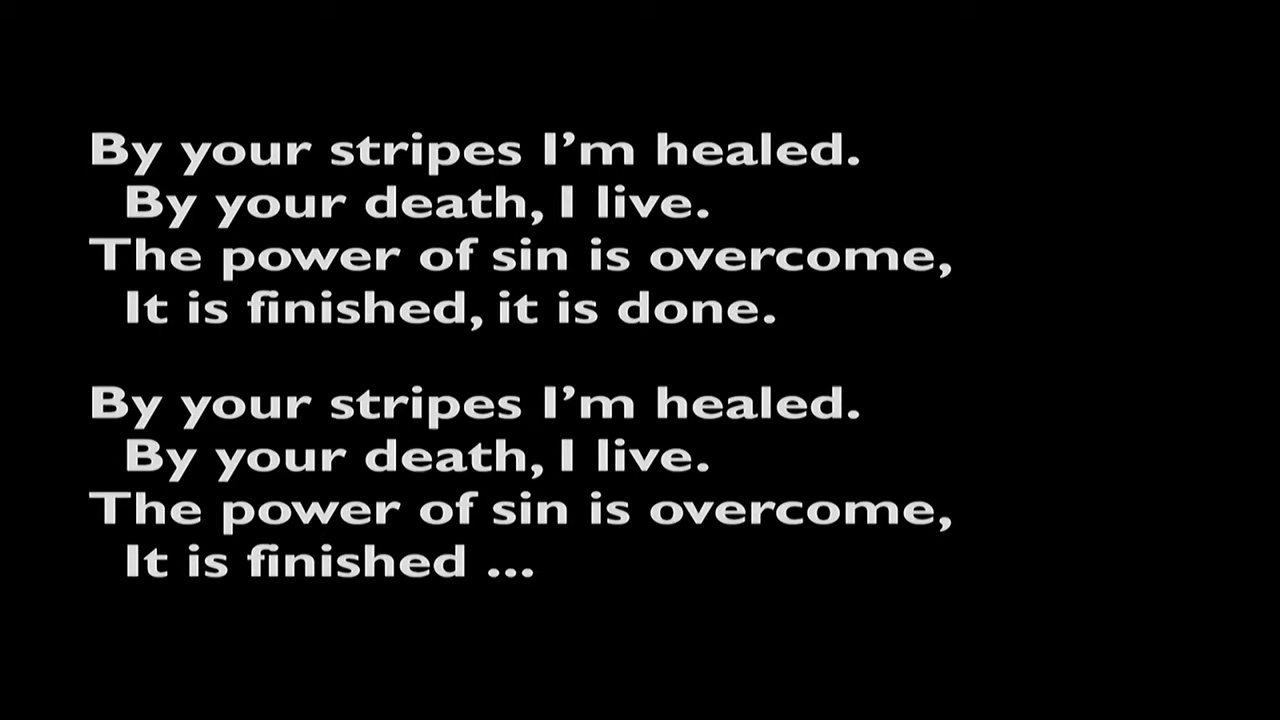 By your stripes I’m healed.
By your death, I live.
The power of sin is overcome,
It is finished, it is done.
By your stripes I’m healed.
By your death, I live.
The power of sin is overcome,
It is finished ...